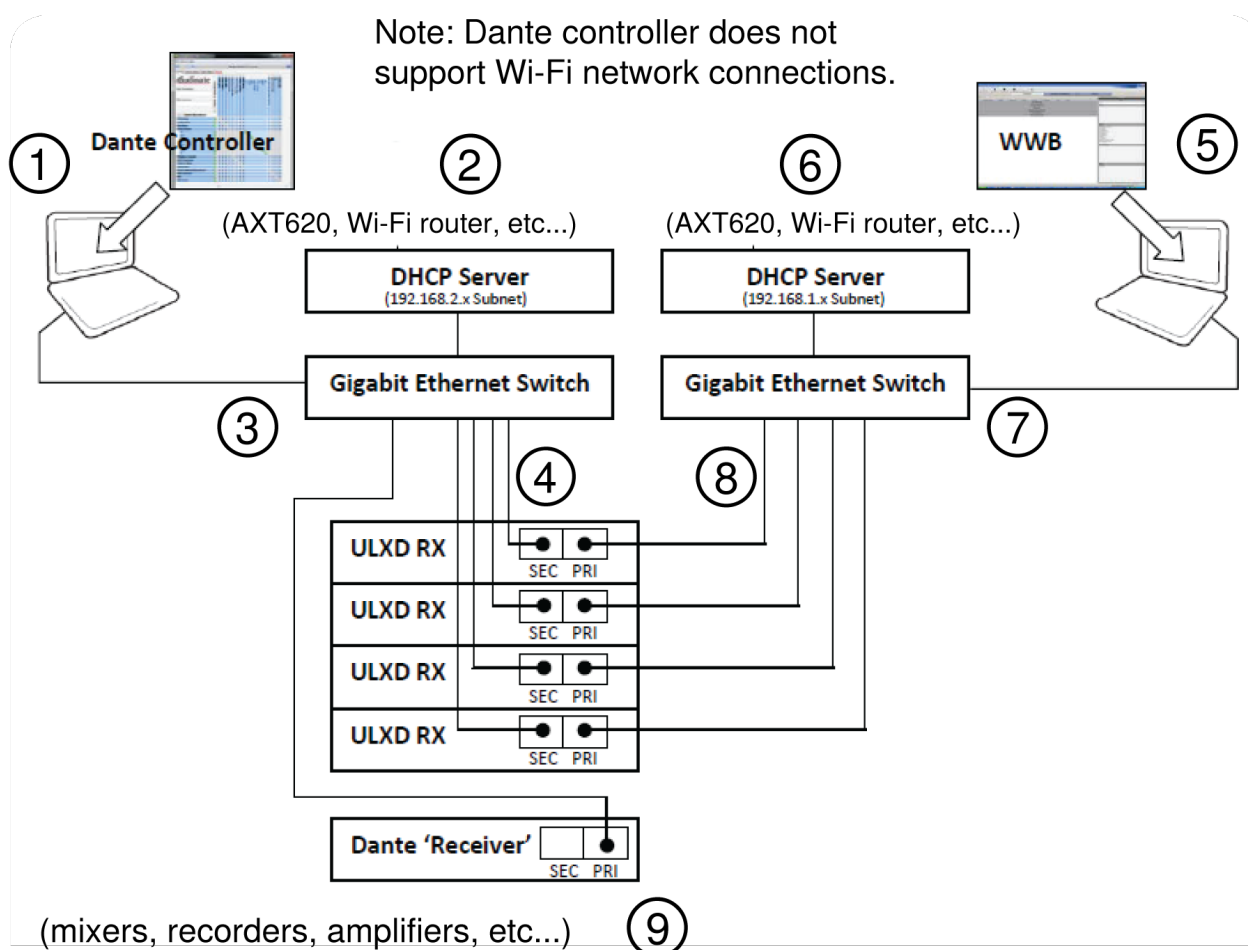 Note: Dante controller does not
support Wi-Fi network connections.
Dante Controller
WWB
1
2
6
5
(AXT620, Wi-Fi router, etc...)
(AXT620, Wi-Fi router, etc...)
DHCP Server
(192.168.2.x Subnet)
DHCP Server
(192.168.1.x Subnet)
Gigabit Ethernet Switch
Gigabit Ethernet Switch
3
7
4
8
ULXD RX
SEC PRI
ULXD RX
SEC PRI
ULXD RX
SEC PRI
ULXD RX
SEC PRI
Dante ‘Receiver’
SEC PRI
(mixers, recorders, amplifiers, etc...)
9